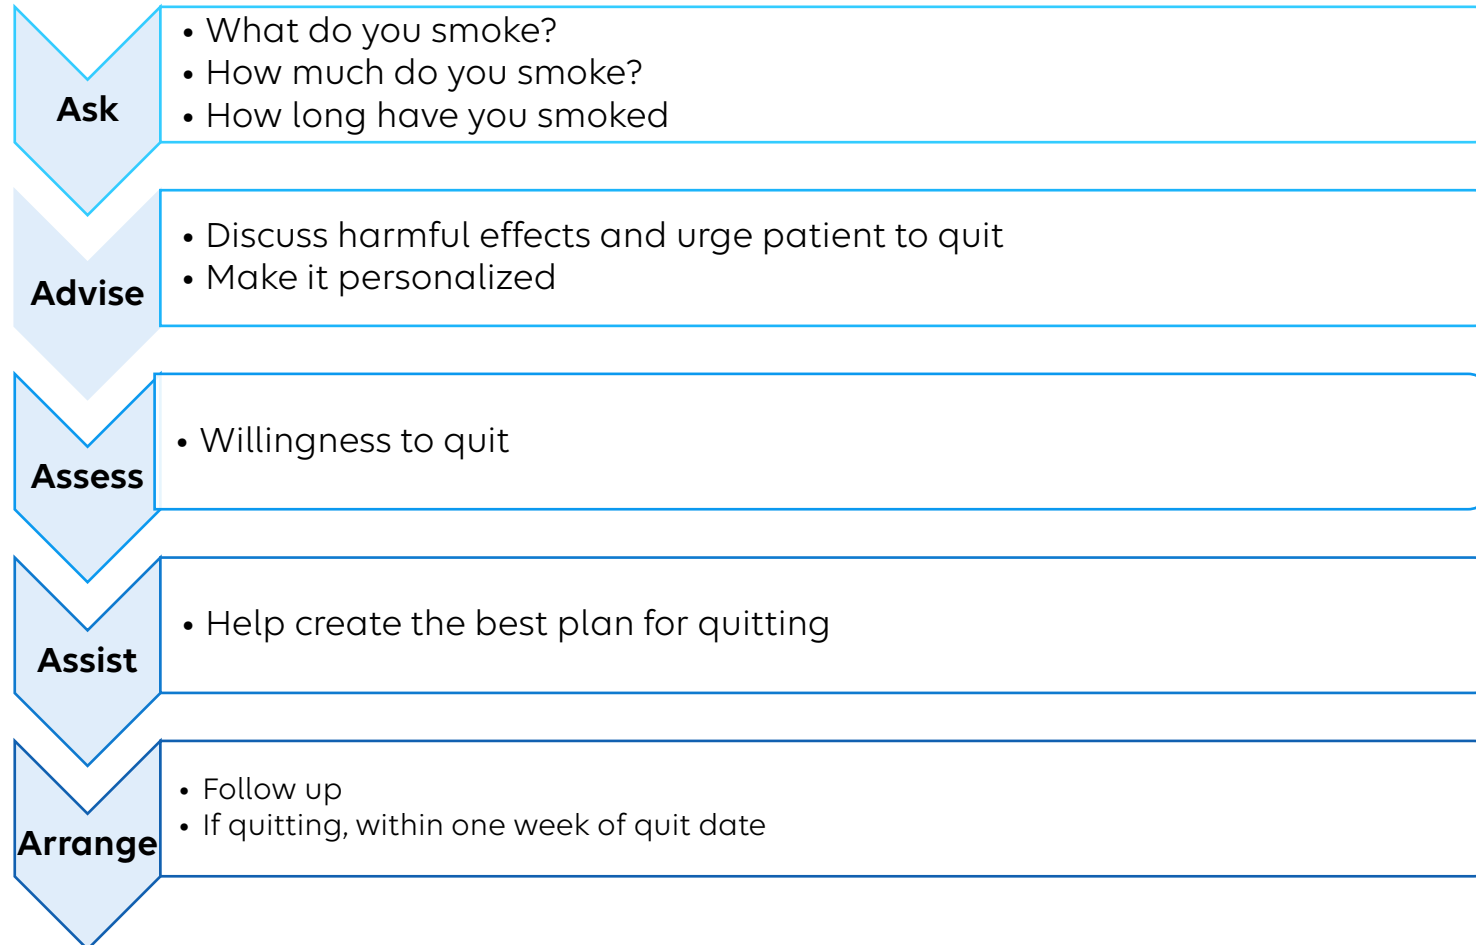 Ask
• What do you smoke?
• How much do you smoke?
• How long have you smoked
Advise
• Discuss harmful effects and urge patient to quit
• Make it personalized
Assess
• Willingness to quit
Assist
• Help create the best plan for quitting
Arrange
• Follow up
• If quitting, within one week of quit date